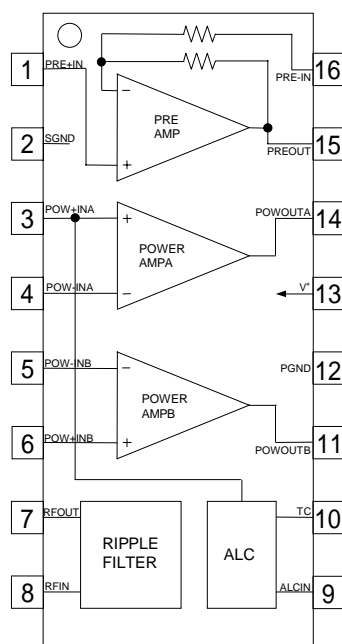 1 PRE+IN
PRE-IN 16
PRE
AMP
2 SGND
PREOUT 15
3 POW+INA
POWOUTA 14
POWER
AMPA
4 POW-INA
V+ 13
5 POW-INB
PGND 12
POWER
AMPB
6 POW+INB
POWOUTB 11
7 RFOUT
TC 10
RIPPLE
FILTER
ALC
8 RFIN
ALCIN 9